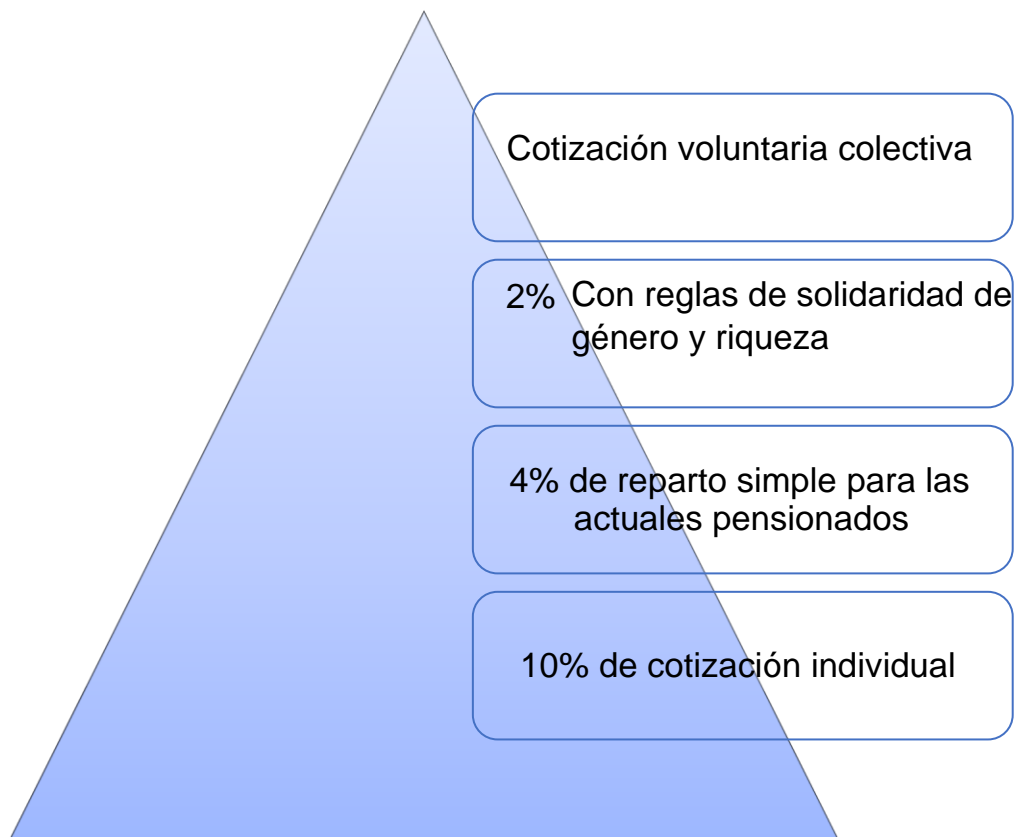 Cotización voluntaria colectiva
2% Con reglas de solidaridad de
género y riqueza
4% de reparto simple para las
actuales pensionados
10% de cotización individual